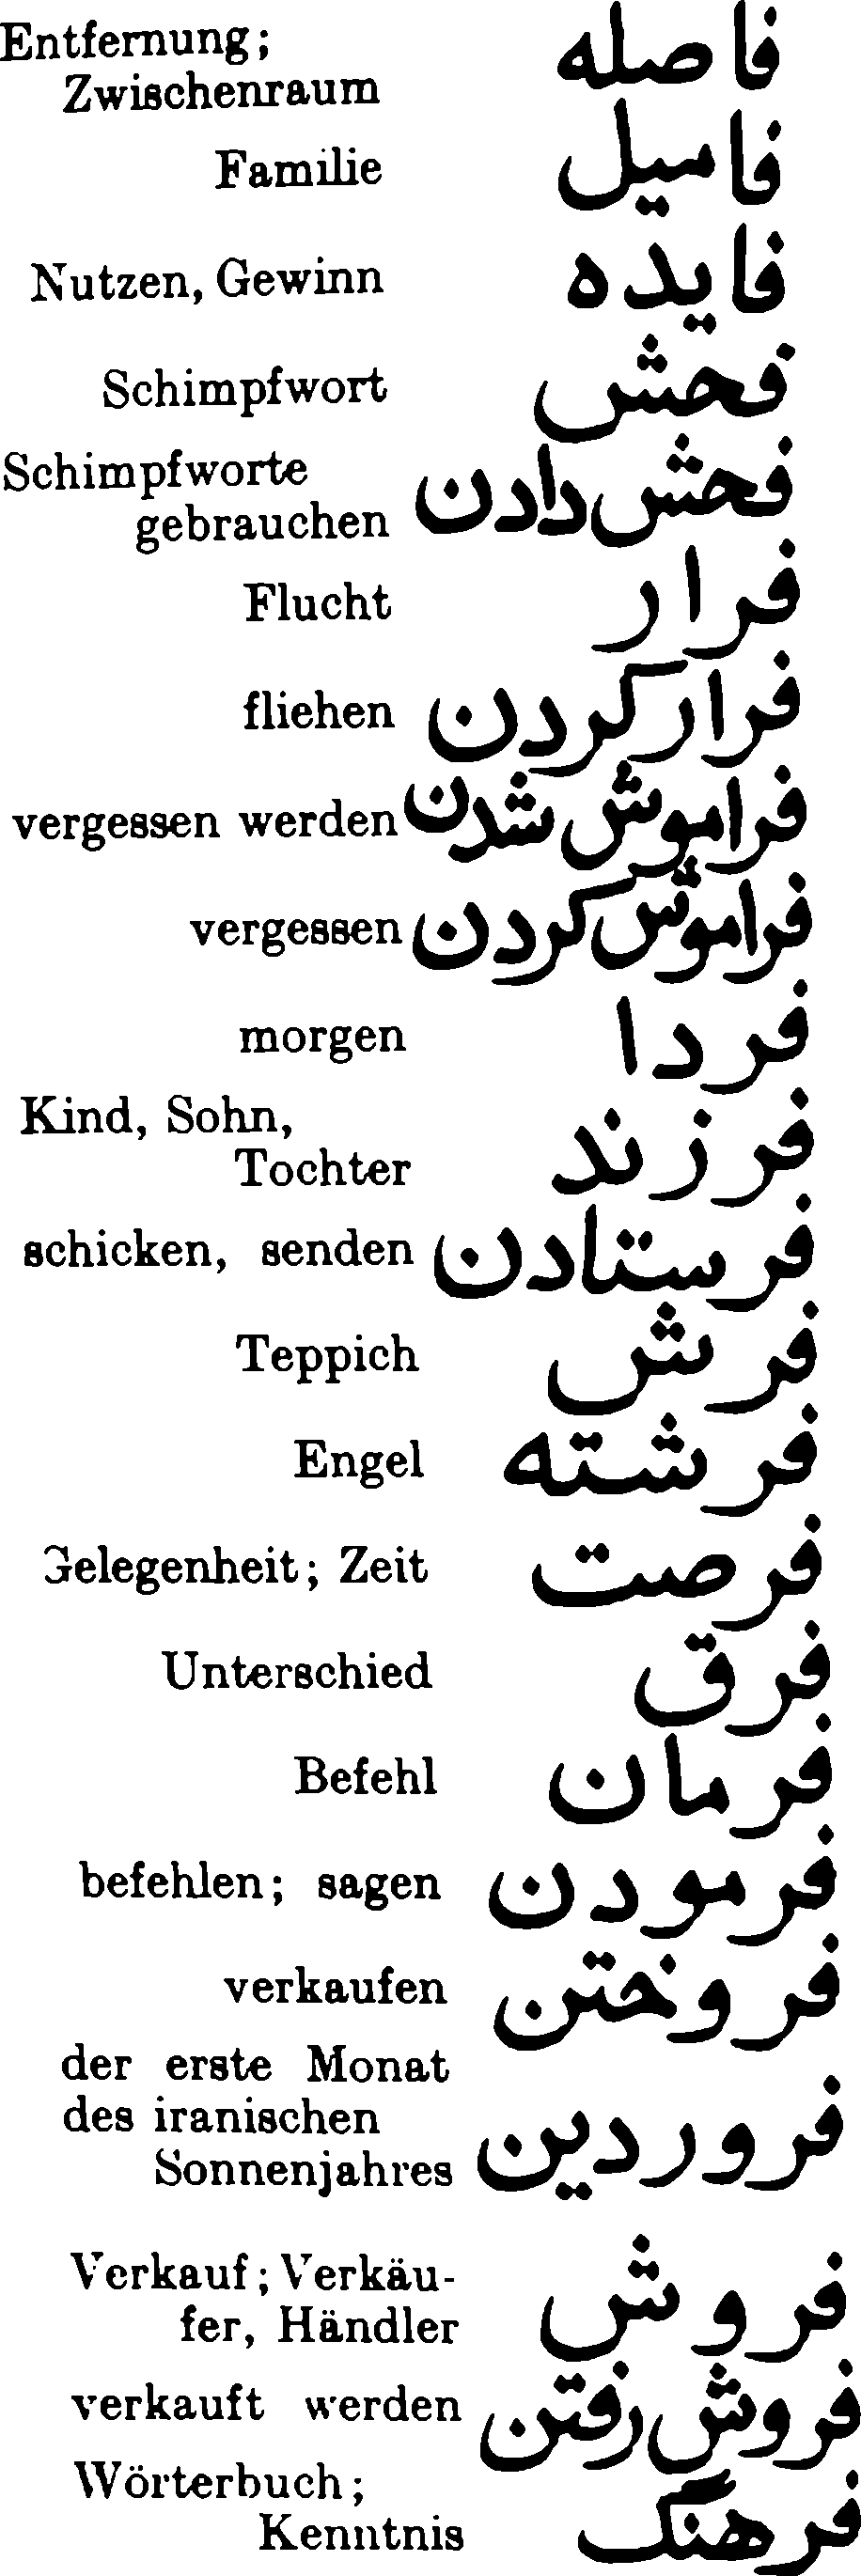 Entfernung; فاصله
Zwischenraum
Familie فامیل
Nutzen, Gewinn فایده
Schimpfwort فحش
Schimpfworte فحش دادن
gebrauchen
Flucht فرار
fliehen فرار کردن
vergessen werden فراموش شدن
vergessen فراموش کردن
morgen فردا
Kind, Sohn, فرزند
Tochter
schicken, senden فرستادن
Teppich فرش
Engel فرشته
Gelegenheit; Zeit فرصت
Unterschied فرق
Befehl فرمان
befehlen; sagen فرمودن
verkaufen فروختن
der erste Monat
des iranischen فروردین
Sonnenjahres
Verkauf; Verkäu- فروش
fer, Händler
verkauft werden فروش رفتن
Wörterbuch; فرهنگ
Kenntnis